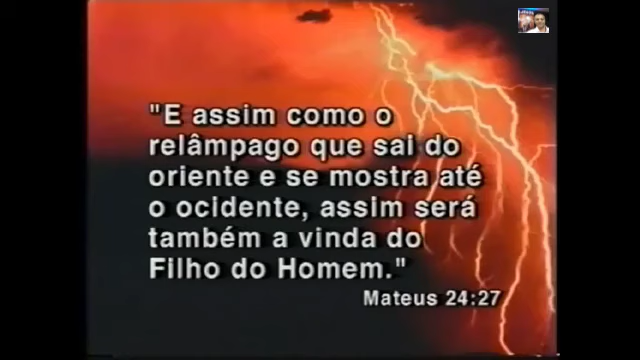 "E assim como o
relâmpago que sai do
oriente e se mostra até
o ocidente, assim será
também a vinda do
Filho do Homem."
Mateus 24:27